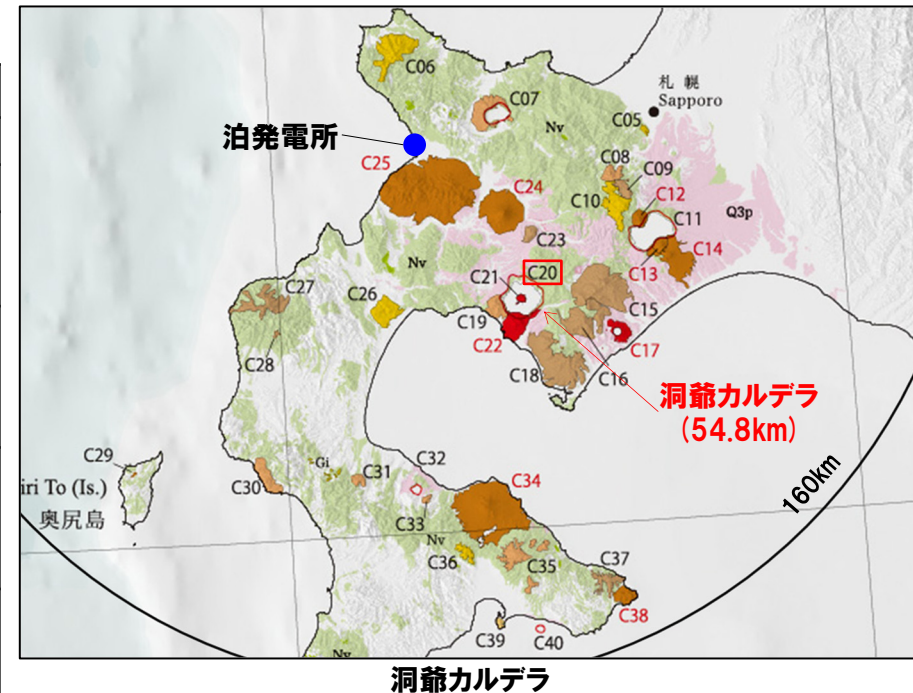 C06
札幌
Sapporo
C07
C05
Nv
泊発電所
C25
C08
C09
C24
C10
C12
C11
Q3p
C23
C14
C13
Nv
C20
C21
C27
C26
C15
C19
C22
C17
C28
C18
C16
洞爺カルデラ
(54.8km)
C29
C32
160km
Gi
C31
C34
C30
iri To (Is.)
奥尻島
C33
Nv
C36
C35
C37
C38
C39
C40
Nv
洞爺カルデラ